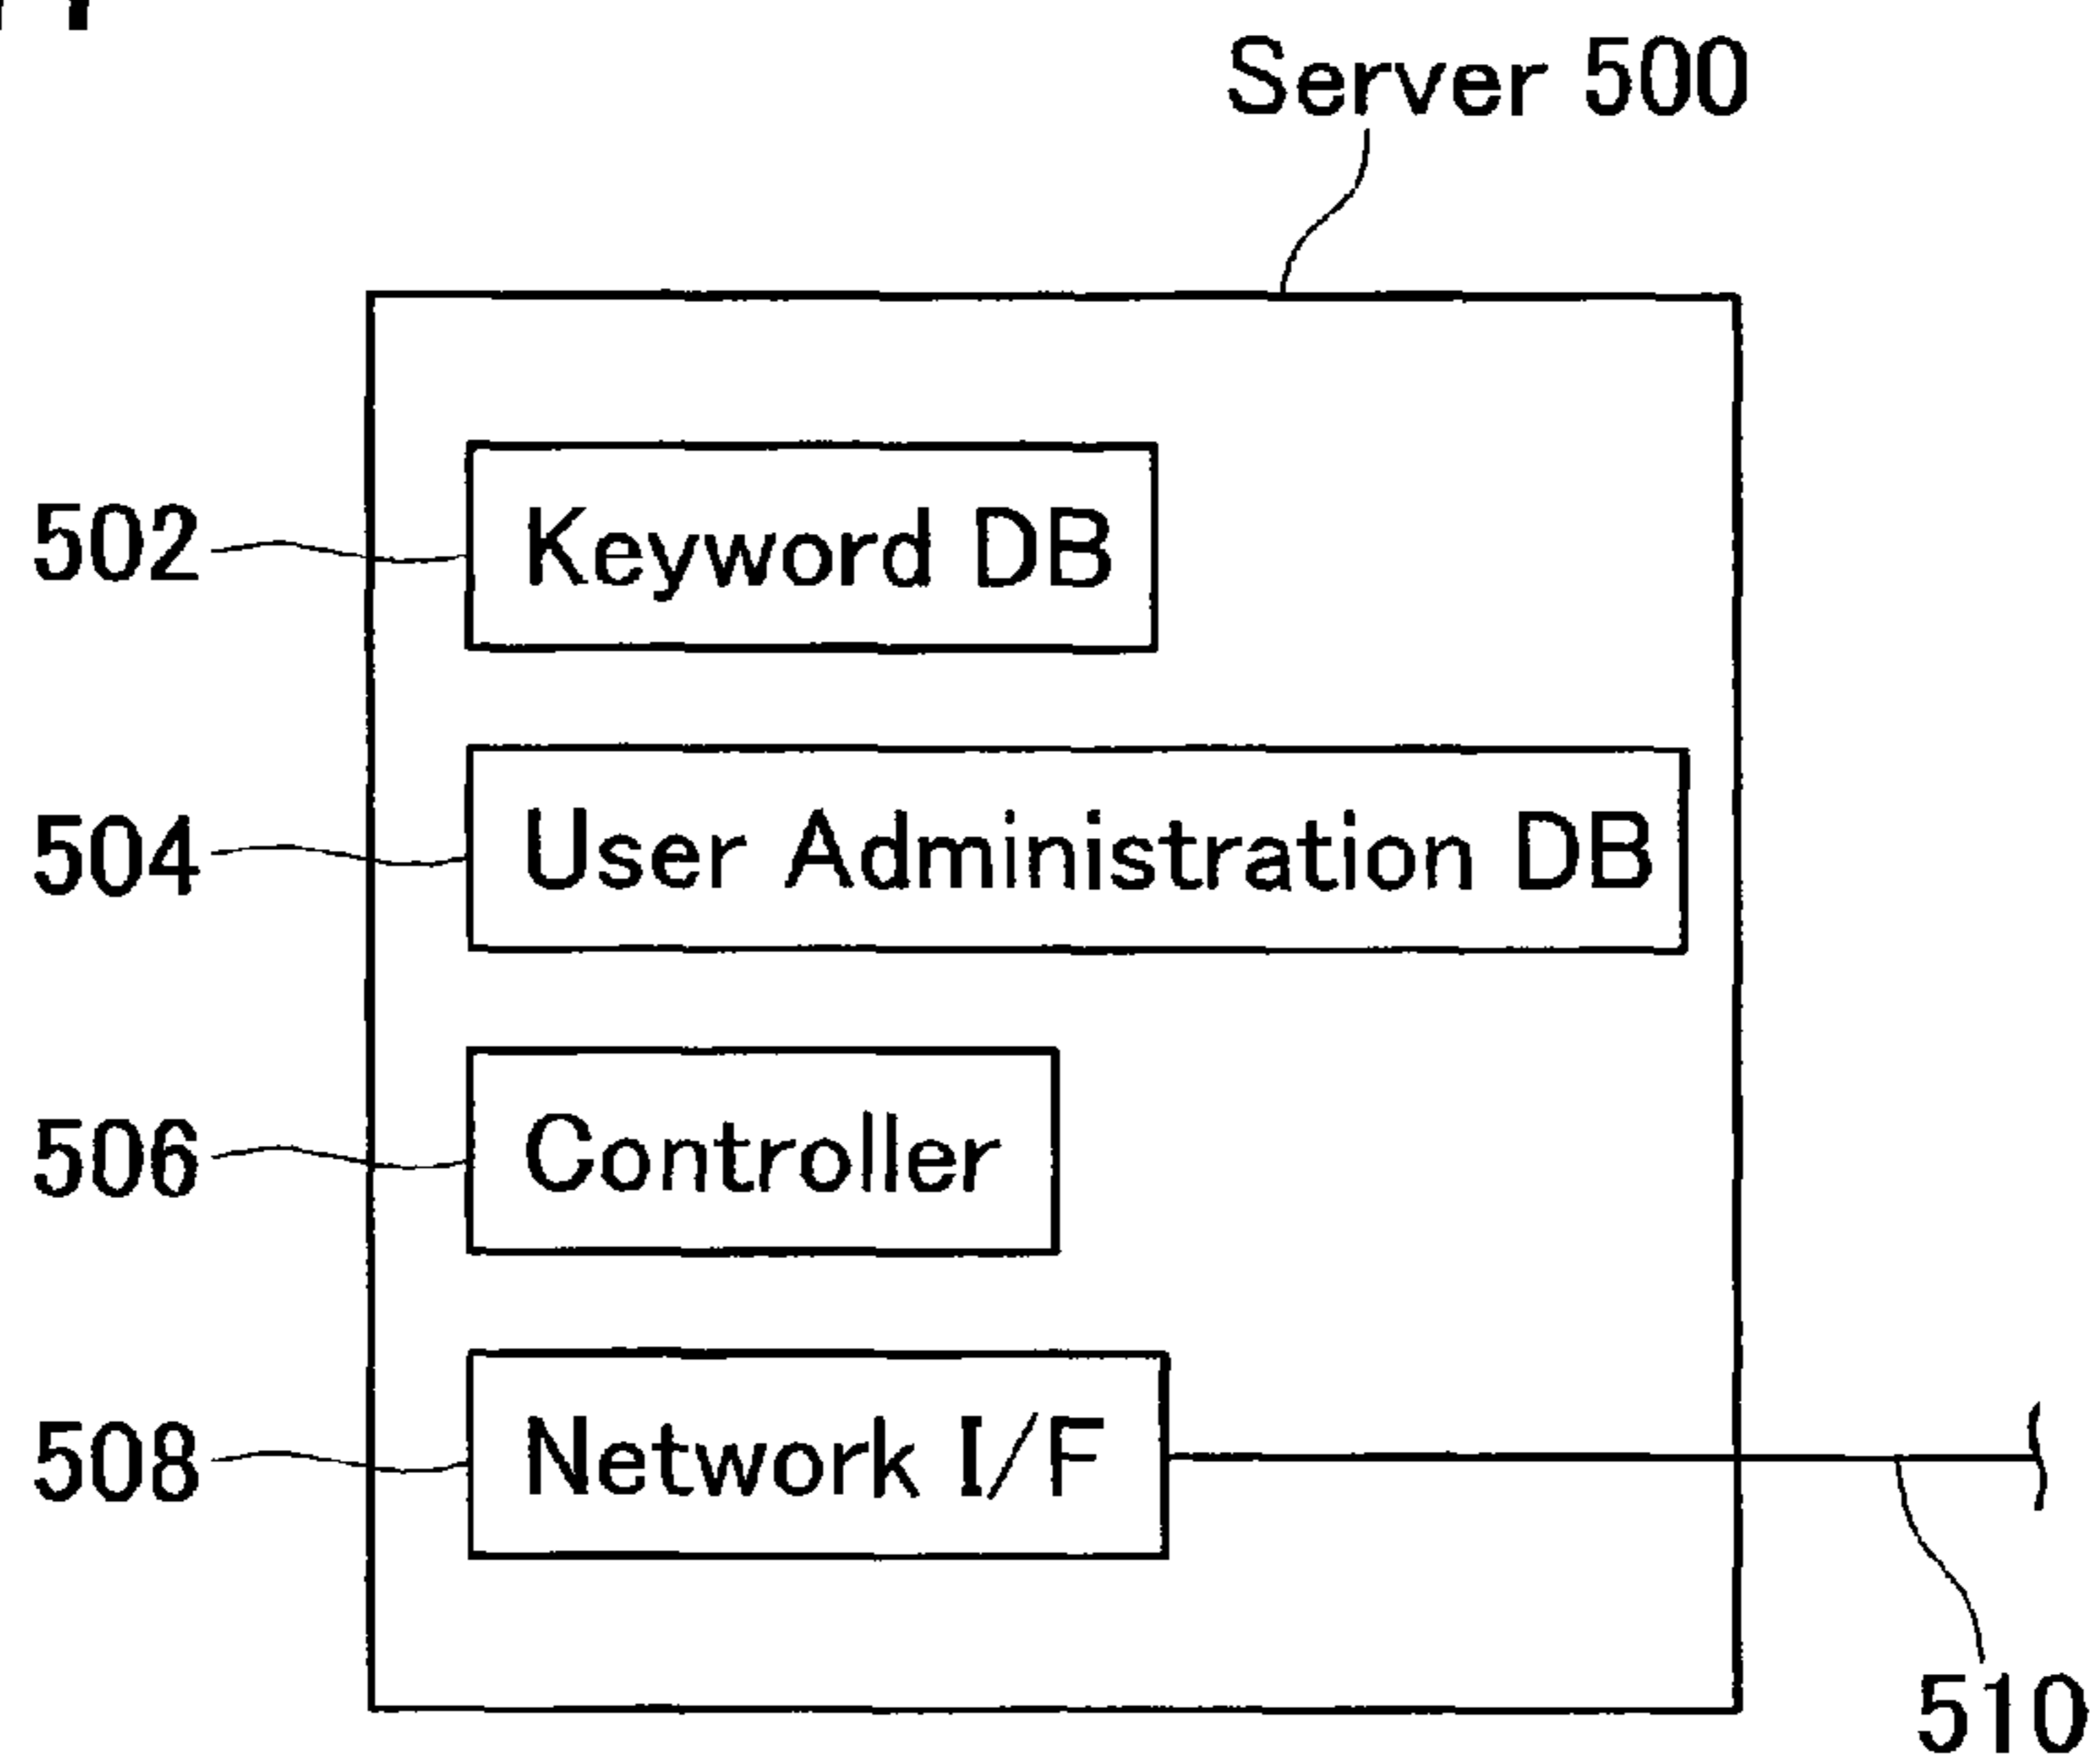 Server 500
502 Keyword DB
504 User Administration DB
506 Controller
508 Network I/F
510